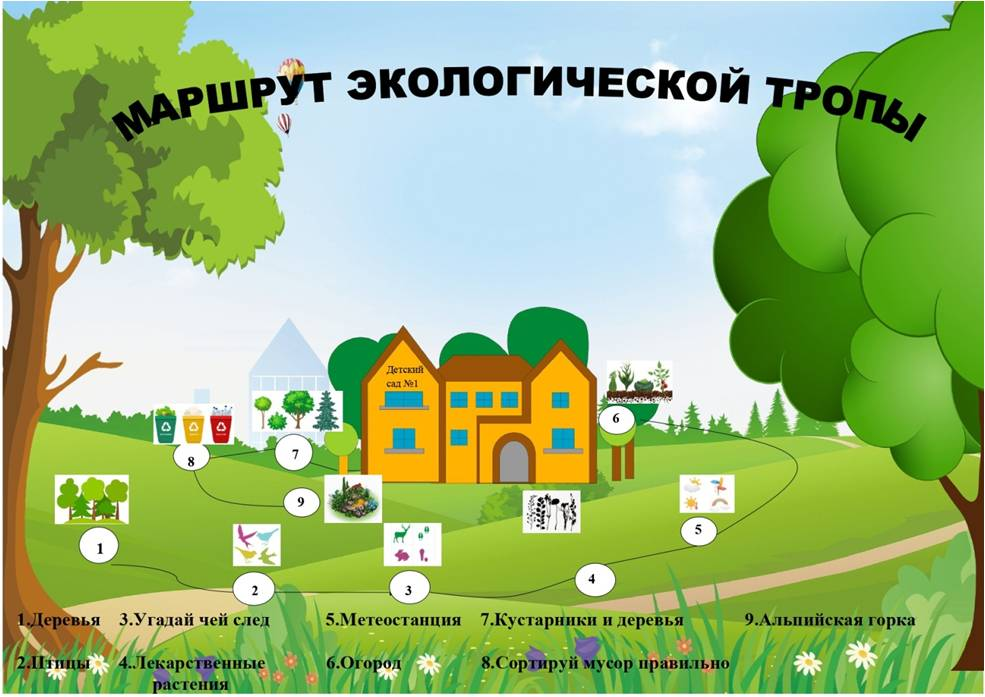 МАРШРУТ ЭКОЛОГИЧЕСКОЙ ТРОПЫ
Детский
сад №1
6
7
8
9
5
1
4
2
3
1.Деревья 3.Угадай чей след 5.Метеостанция 7.Кустарники и деревья 9.Альпийская горка
2.Птицы 4.Лекарственные 6.Огород 8.Сортируй мусор правильно
растения